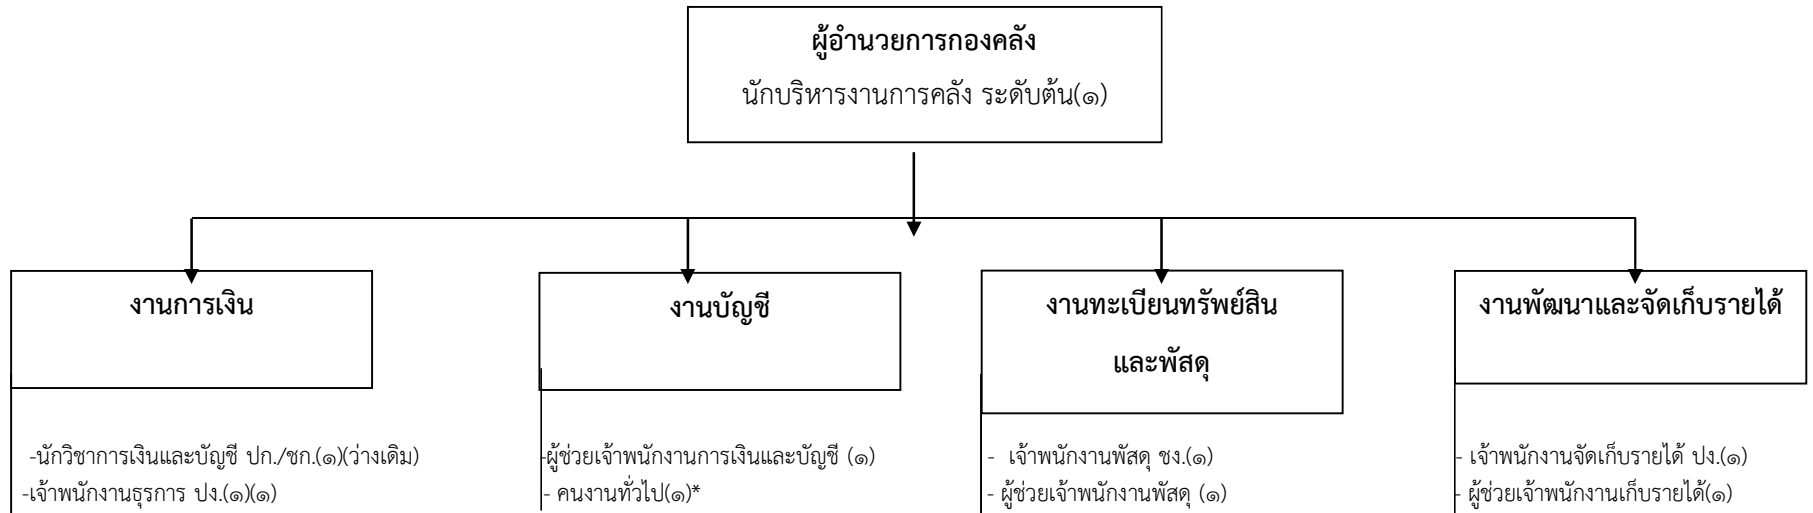 ผู้อำนวยการกองคลัง
นักบริหารงานการคลัง ระดับต้น(๑)
งานการเงิน
-นักวิชาการเงินและบัญชี ปก./ชก.(๑)(ว่างเดิม)
-เจ้าพนักงานธุรการ ปง.(๑)(๑)
งานบัญชี
-ผู้ช่วยเจ้าพนักงานการเงินและบัญชี (๑)
- คนงานทั่วไป(๑)*
งานทะเบียนทรัพย์สิน
และพัสดุ
- เจ้าพนักงานพัสดุ ชง.(๑)
- ผู้ช่วยเจ้าพนักงานพัสดุ (๑)
งานพัฒนาและจัดเก็บรายได้
- เจ้าพนักงานจัดเก็บรายได้ ปง.(๑)
- ผู้ช่วยเจ้าพนักงานเก็บรายได้(๑)